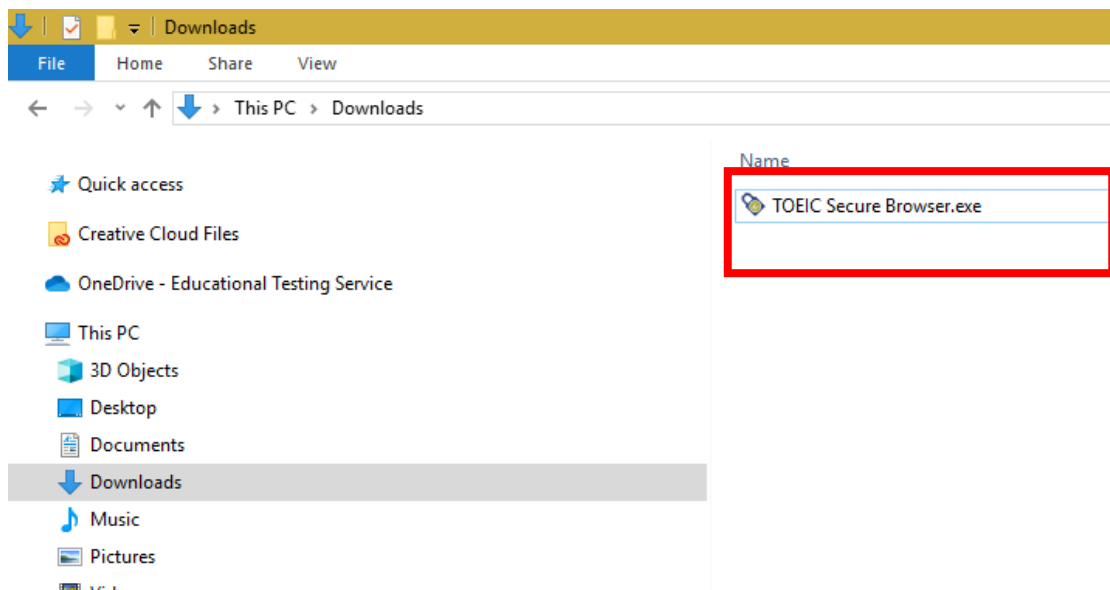 Downloads
File Home Share View
This PC > Downloads
Name
Quick access
TOEIC Secure Browser.exe
Creative Cloud Files
OneDrive - Educational Testing Service
This PC
3D Objects
Desktop
Documents
Downloads
Music
Pictures